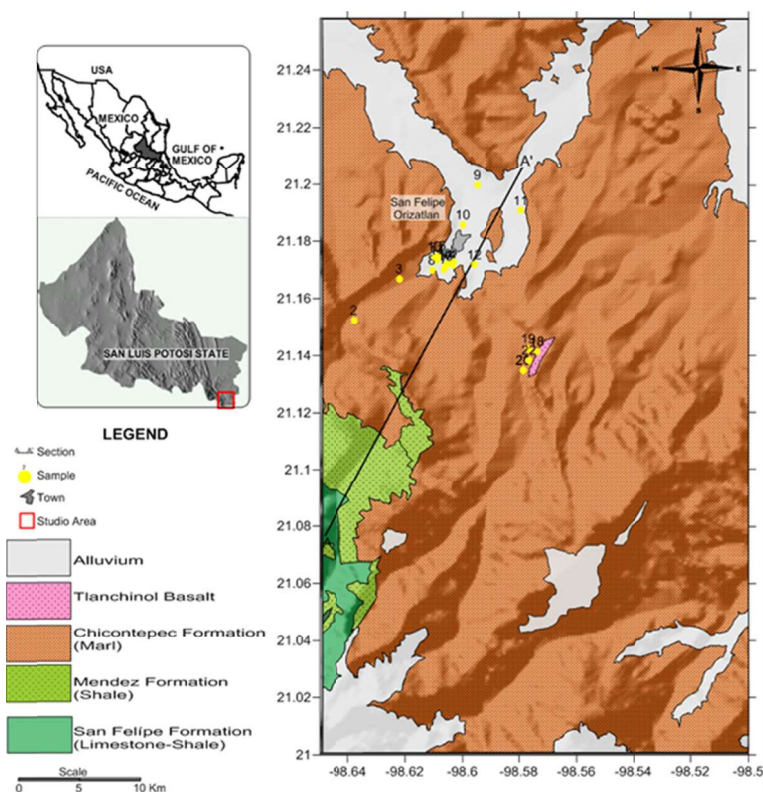 USA
MEXICO
GULF OF
MEXICO
PACIFIC OCEAN
SAN LUIS POTOSI STATE
LEGEND
Section
Sample
Town
Studio Area
Alluvium
Tlanchinol Basalt
Chicontepec Formation
(Marl)
Mendez Formation
(Shale)
San Felípe Formation
(Limestone-Shale)
Scale
0 5 10 Km
N
W E
S
A'
9
San Felipe
Orizatlan
10
11
12
8
3
2
19
18
21.24
21.22
21.2
21.18
21.16
21.14
21.12
21.1
21.08
21.06
21.04
21.02
21
-98.64 -98.62 -98.6 -98.58 -98.56 -98.54 -98.52 -98.5